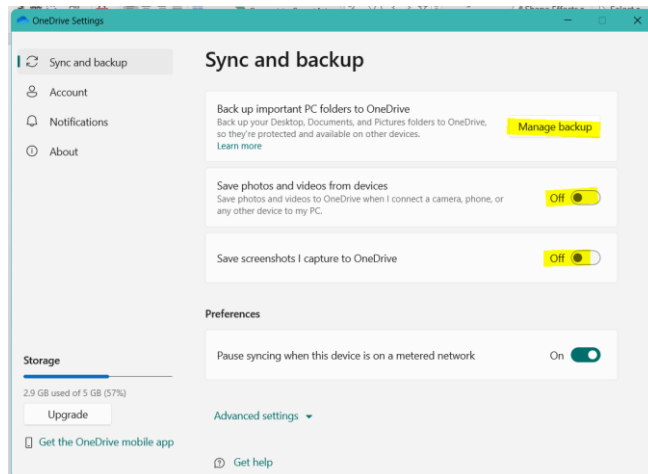 OneDrive Settings
Sync and backup
Account
Notifications
About
Storage
2.9 GB used of 5 GB (57%)
Upgrade
Get the OneDrive mobile app
Sync and backup
Back up important PC folders to OneDrive
Back up your Desktop, Documents, and Pictures folders to OneDrive,
so they're protected and available on other devices.
Learn more
Manage backup
Save photos and videos from devices
Save photos and videos to OneDrive when I connect a camera, phone, or
any other device to my PC.
Off
Save screenshots I capture to OneDrive
Off
Preferences
Pause syncing when this device is on a metered network
On
Advanced settings
Get help